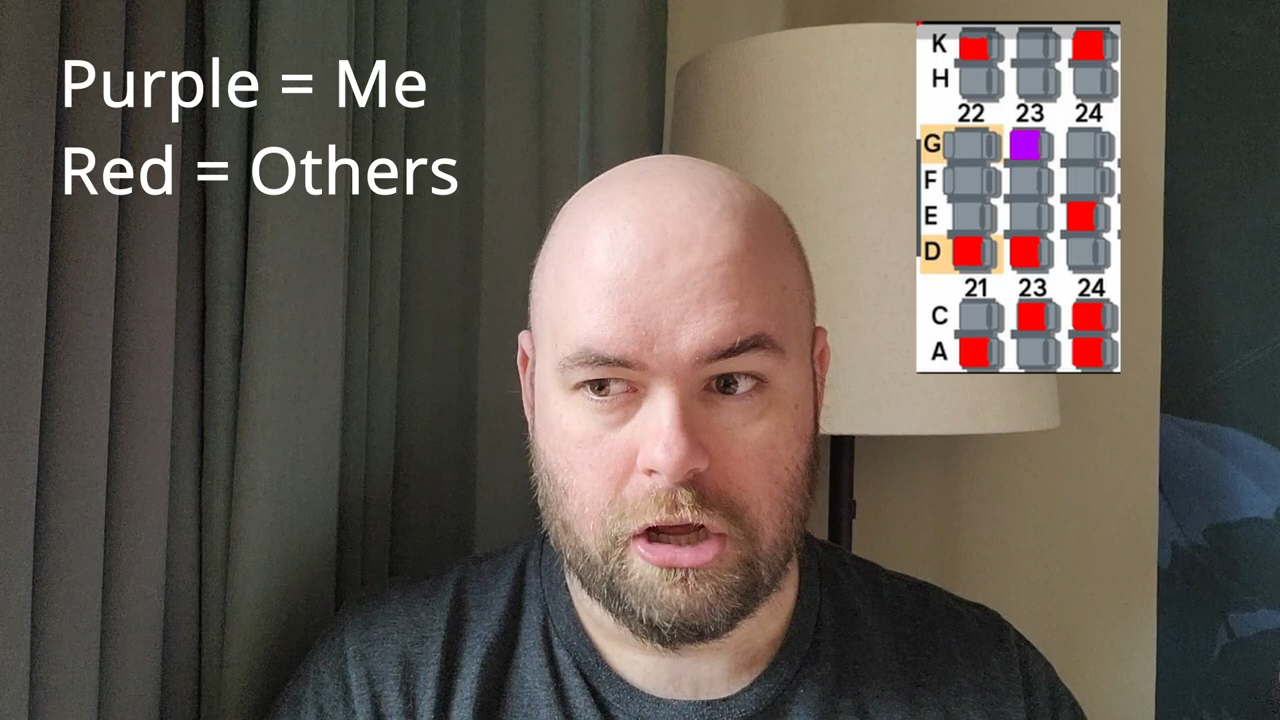 Purple = Me
Red = Others
K
H
22 23 24
G
F
E
D
21 23 24
C
A